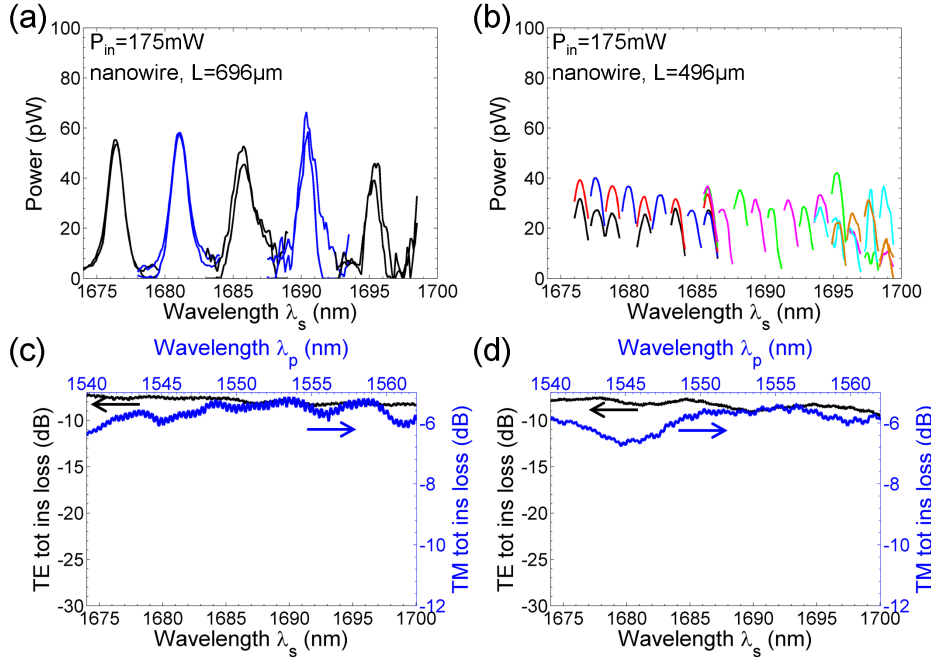 (a)
P_in=175mW
nanowire, L=696µm
Power (pW)
100
80
60
40
20
0
1675 1680 1685 1690 1695 1700
Wavelength λ_s (nm)
(b)
P_in=175mW
nanowire, L=496µm
Power (pW)
100
80
60
40
20
0
1675 1680 1685 1690 1695 1700
Wavelength λ_s (nm)
(c)
Wavelength λ_p (nm)
1540 1545 1550 1555 1560
TE tot ins loss (dB)
-10
-15
-20
-25
-30
-6
-8
-10
-12
TM tot ins loss (dB)
1675 1680 1685 1690 1695 1700
Wavelength λ_s (nm)
(d)
Wavelength λ_p (nm)
1540 1545 1550 1555 1560
TE tot ins loss (dB)
-10
-15
-20
-25
-30
-6
-8
-10
-12
TM tot ins loss (dB)
1675 1680 1685 1690 1695 1700
Wavelength λ_s (nm)